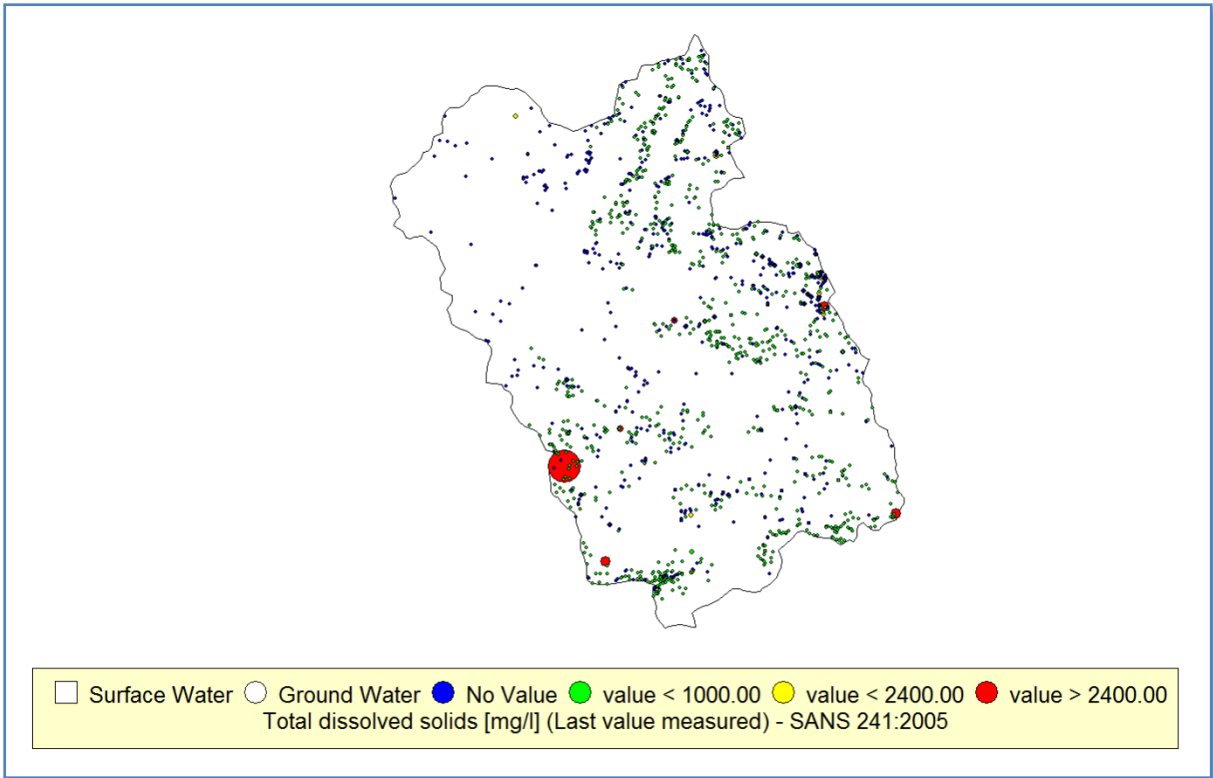 Surface Water Ground Water No Value value < 1000.00 value < 2400.00 value > 2400.00
Total dissolved solids [mg/l] (Last value measured) - SANS 241:2005